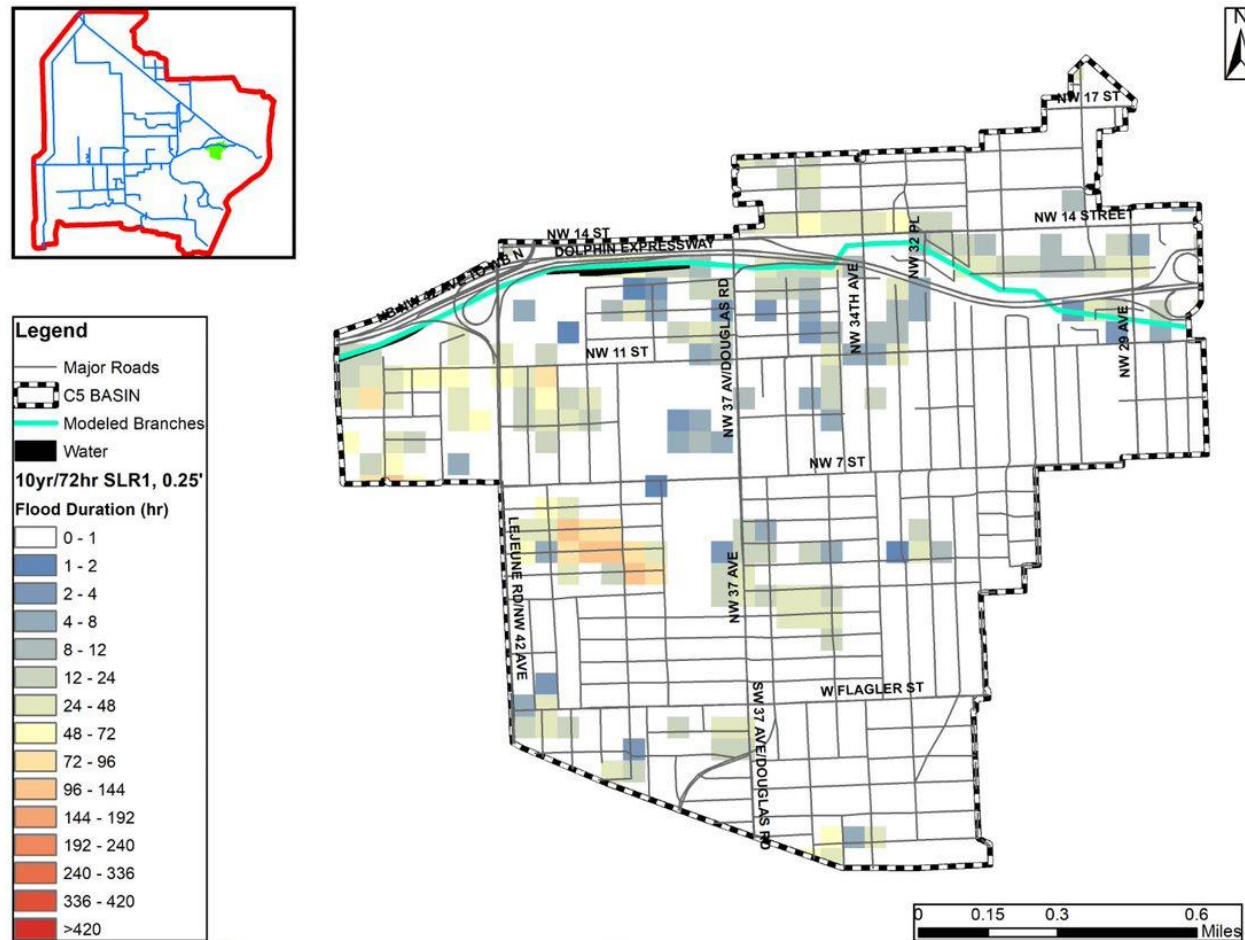 N
NW 17 ST
NW 14 STREET
NW 14 ST
DOLPHIN EXPRESSWAY
NW 32 PL
NW 37 AV/DOUGLAS RD
NW 34TH AVE
NW 29 AVE
NW 11 ST
NW 7 ST
LEJEUNE RD/NW 42 AVE
NW 37 AVE
W FLAGLER ST
SW 37 AVE/DOUGLAS RD
Legend
Major Roads
C5 BASIN
Modeled Branches
Water
10yr/72hr SLR1, 0.25'
Flood Duration (hr)
0 - 1
1 - 2
2 - 4
4 - 8
8 - 12
12 - 24
24 - 48
48 - 72
72 - 96
96 - 144
144 - 192
192 - 240
240 - 336
336 - 420
>420
0 0.15 0.3 0.6
Miles